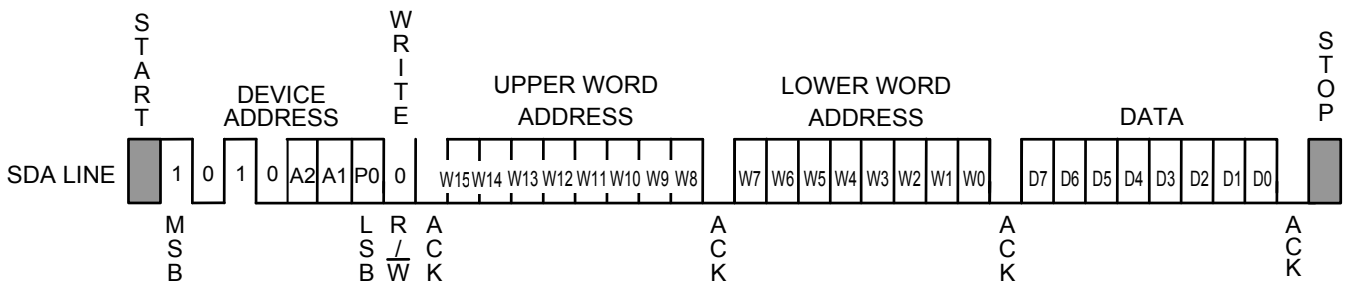 START
WRITE
STOP
DEVICE
ADDRESS
UPPER WORD
ADDRESS
LOWER WORD
ADDRESS
DATA
SDA LINE 1 0 1 0 A2 A1 P0 0 W15 W14 W13 W12 W11 W10 W9 W8 W7 W6 W5 W4 W3 W2 W1 W0 D7 D6 D5 D4 D3 D2 D1 D0
MSB
LSB
R/W
ACK
ACK
ACK
ACK